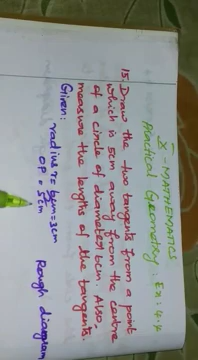 X - MATHEMATICS
Practical Geometry : Ex: 4.4
15. Draw the two tangents from a point
which is 5cm away from the centre
of a circle of diameter 6cm. Also,
measure the lengths of the tangents.
Given:
radius r = 6cm/2 = 3cm
OP = 5cm
Rough diagram